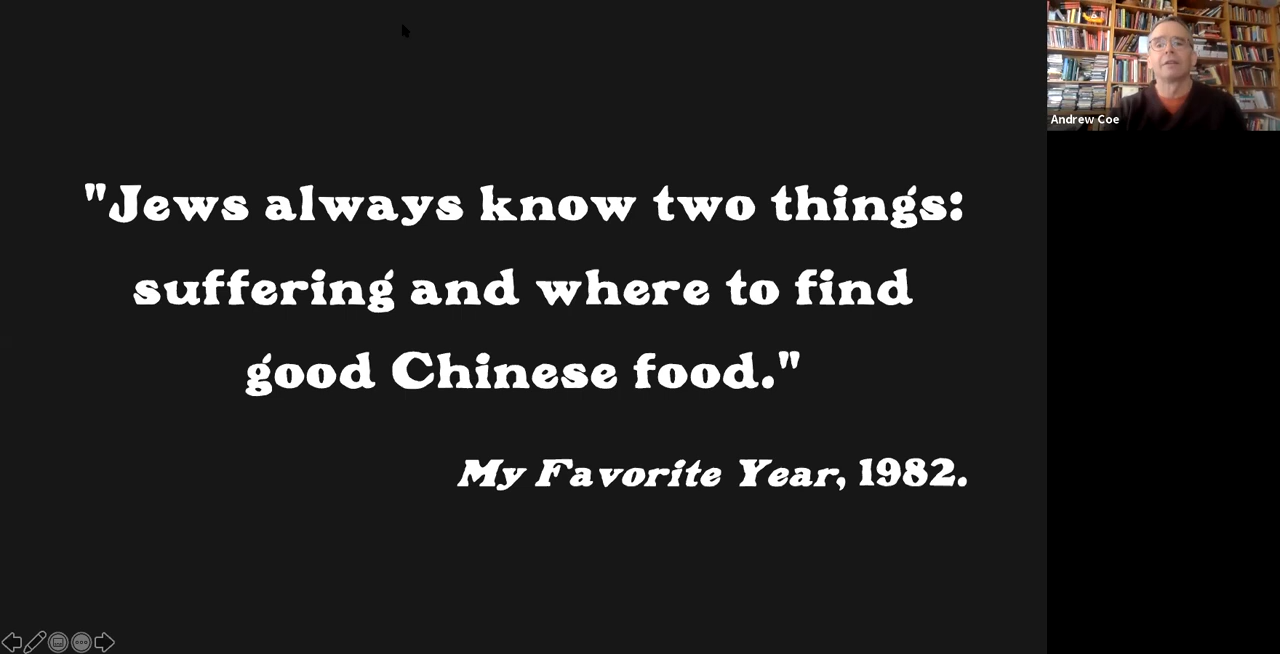 "Jews always know two things:
suffering and where to find
good Chinese food."
My Favorite Year, 1982.
Andrew Coe